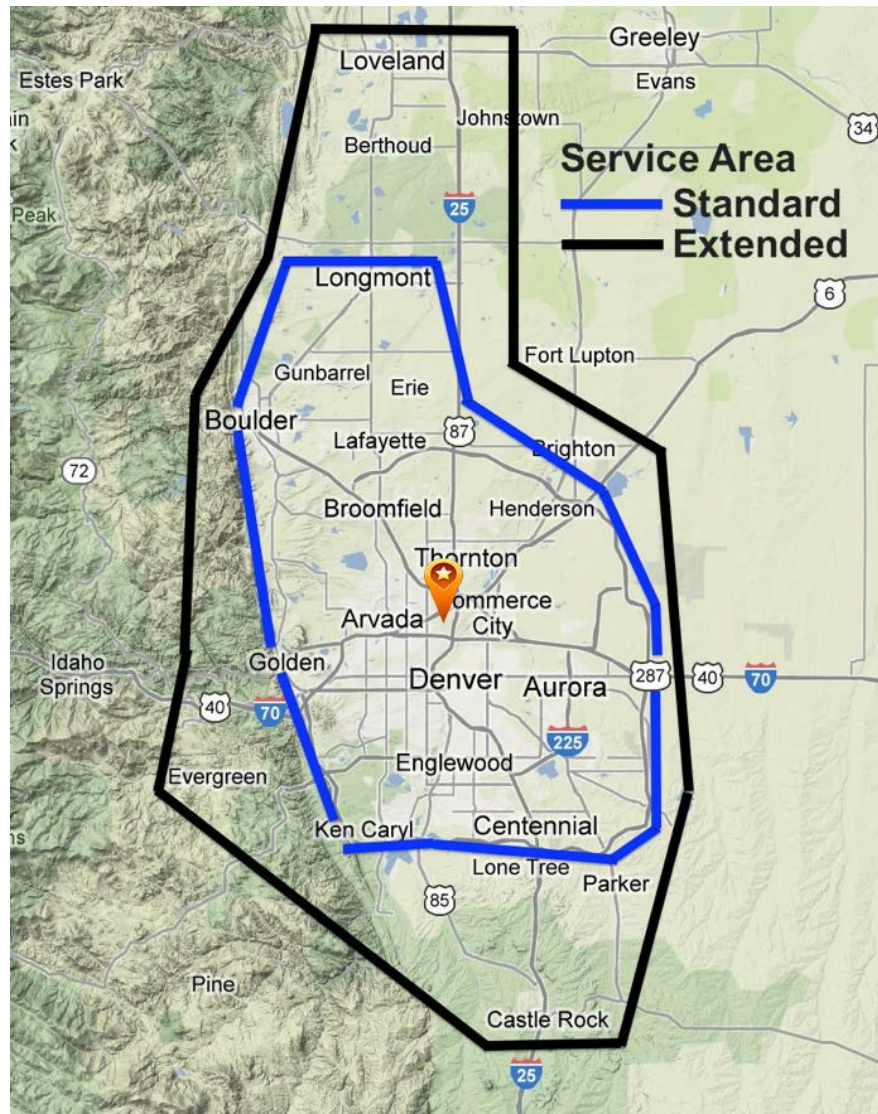 Greeley
Loveland
Estes Park
Evans
Johnstown
34
Berthoud
Service Area
25
Standard
Peak
Extended
Longmont
6
Fort Lupton
Gunbarrel
Erie
Boulder
87
Lafayette
Brighton
72
Broomfield
Henderson
Thornton
ommerce
City
Arvada
Golden
Idaho
Springs
Denver
Aurora
287
40
70
40
70
225
Englewood
Evergreen
Ken Caryl
Centennial
Lone Tree
Parker
85
Pine
Castle Rock
25